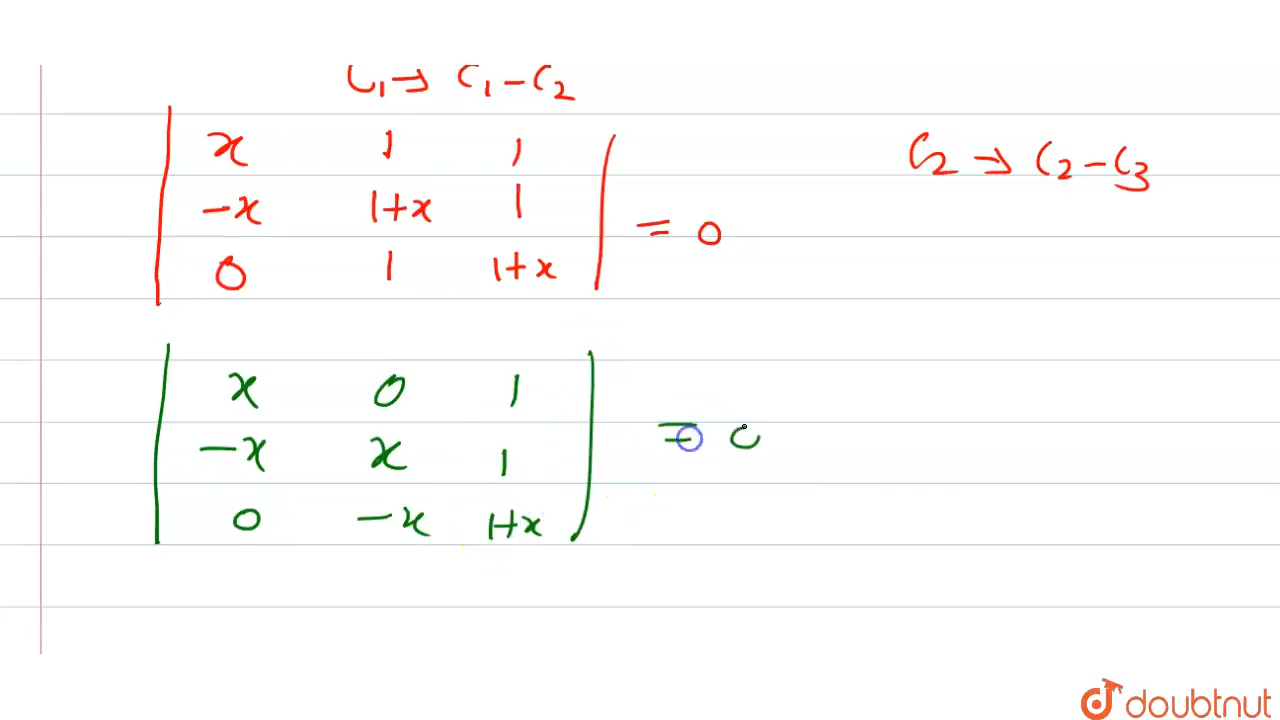 C₁ → C₁ - C₂
x 1 1
-x 1+x 1 = 0
0 1 1+x
C₂ → C₂ - C₃
x 0 1
-x x 1 = 0
0 -x 1+x
doubtnut